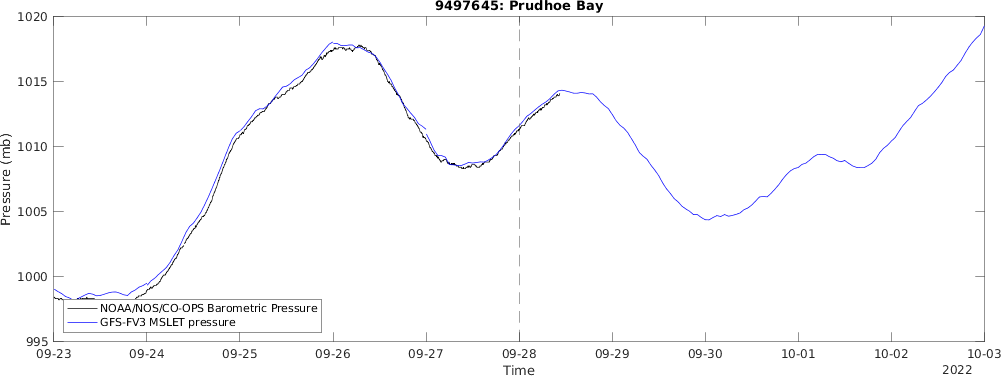 9497645: Prudhoe Bay
1020
1015
1010
1005
1000
995
Pressure (mb)
NOAA/NOS/CO-OPS Barometric Pressure
GFS-FV3 MSLET pressure
09-23 09-24 09-25 09-26 09-27 09-28 09-29 09-30 10-01 10-02 10-03
Time
2022